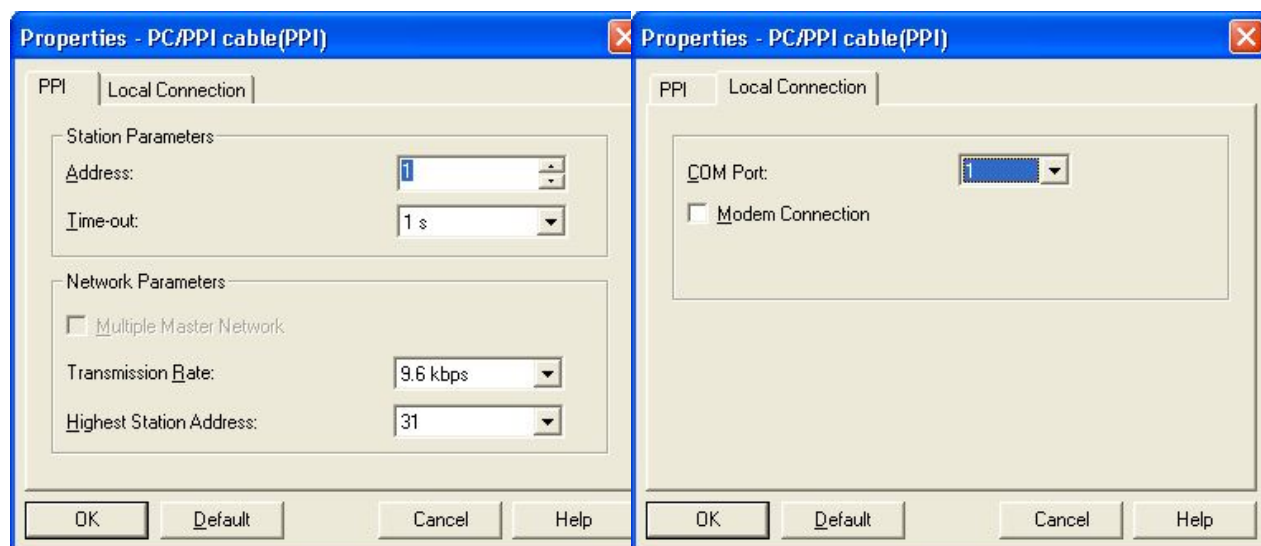 Properties - PC/PPI cable(PPI)
PPI
Local Connection
Station Parameters
Address:
1
Time-out:
1 s
Network Parameters
Multiple Master Network
Transmission Rate:
9.6 kbps
Highest Station Address:
31
OK
Default
Cancel
Help
Properties - PC/PPI cable(PPI)
PPI
Local Connection
COM Port:
1
Modem Connection
OK
Default
Cancel
Help